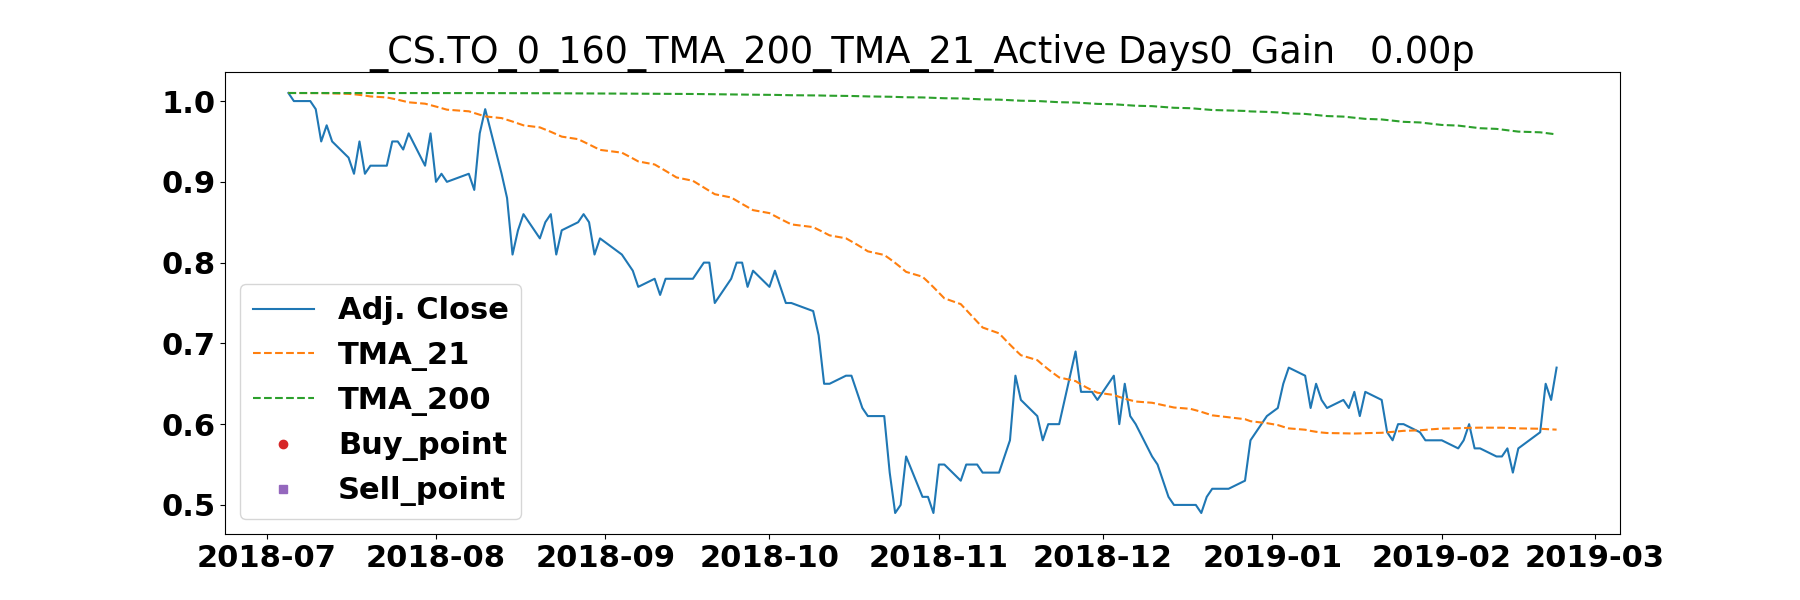 _CS.TO_0_160_TMA_200_TMA_21_Active Days0_Gain   0.00p
1.0
0.9
0.8
0.7
0.6
0.5
Adj. Close
TMA_21
TMA_200
Buy_point
Sell_point
2018-07 2018-08 2018-09 2018-10 2018-11 2018-12 2019-01 2019-02 2019-03